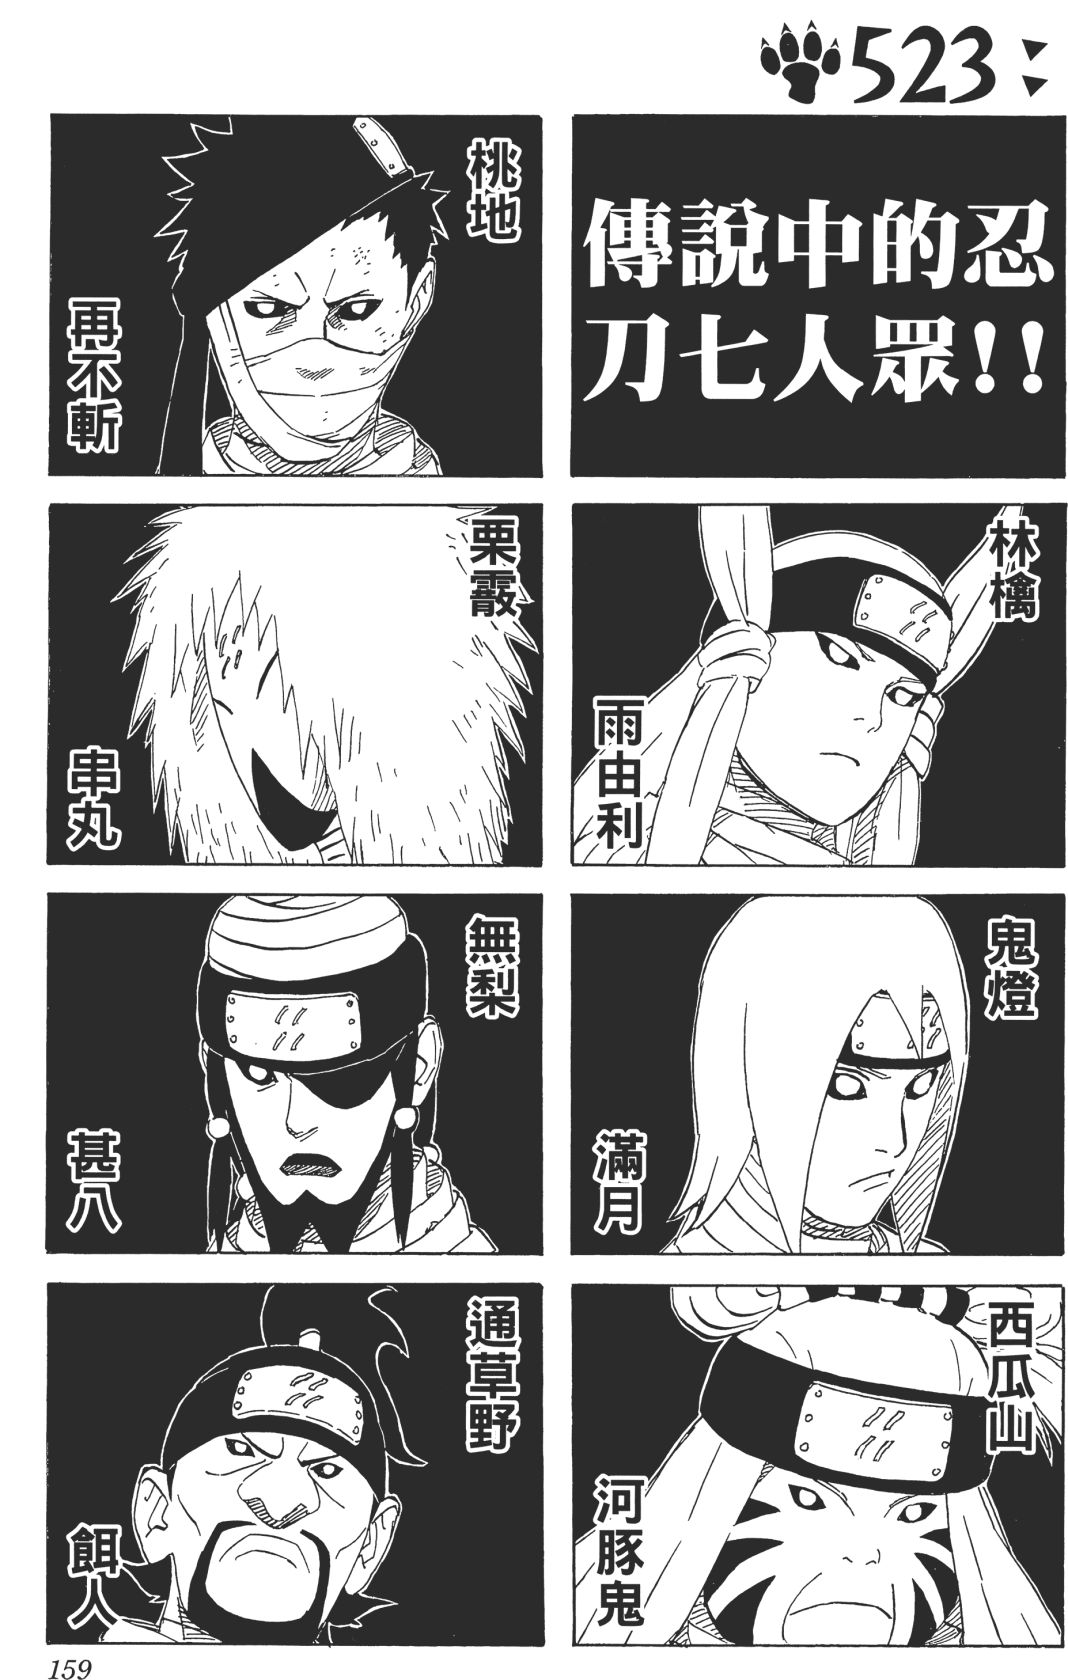 523:
傳說中的忍
刀七人眾!!
桃地
再不斬
林檎
雨由利
栗霰
串丸
鬼燈
滿月
無梨
甚八
西瓜山
河豚鬼
通草野
餌人
159